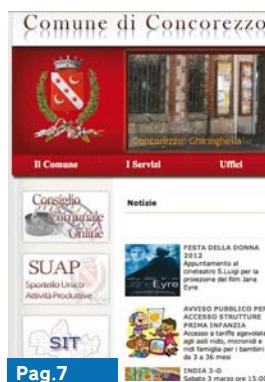 Comune di Concorezzo
Concorezzo: Ghiringhella
Il Comune
I Servizi
Uffici
Consiglio
Comunale
Online
SUAP
Sportello Unico
Attività Produttive
SIT
Notizie
Jane Eyre
FESTA DELLA DONNA
2012
Appuntamento al
cineteatro S.Luigi per la
proiezione del film Jane
Eyre
AVVISO PUBBLICO PER
ACCESSO STRUTTURE
PRIMA INFANZIA
Accesso a tariffe agevolate
agli asili nido, micronidi e
nidi famiglia per i bambini
da 3 a 36 mesi
INDIA 3-D
Sabato 3 marzo ore 15:00
Pag.7